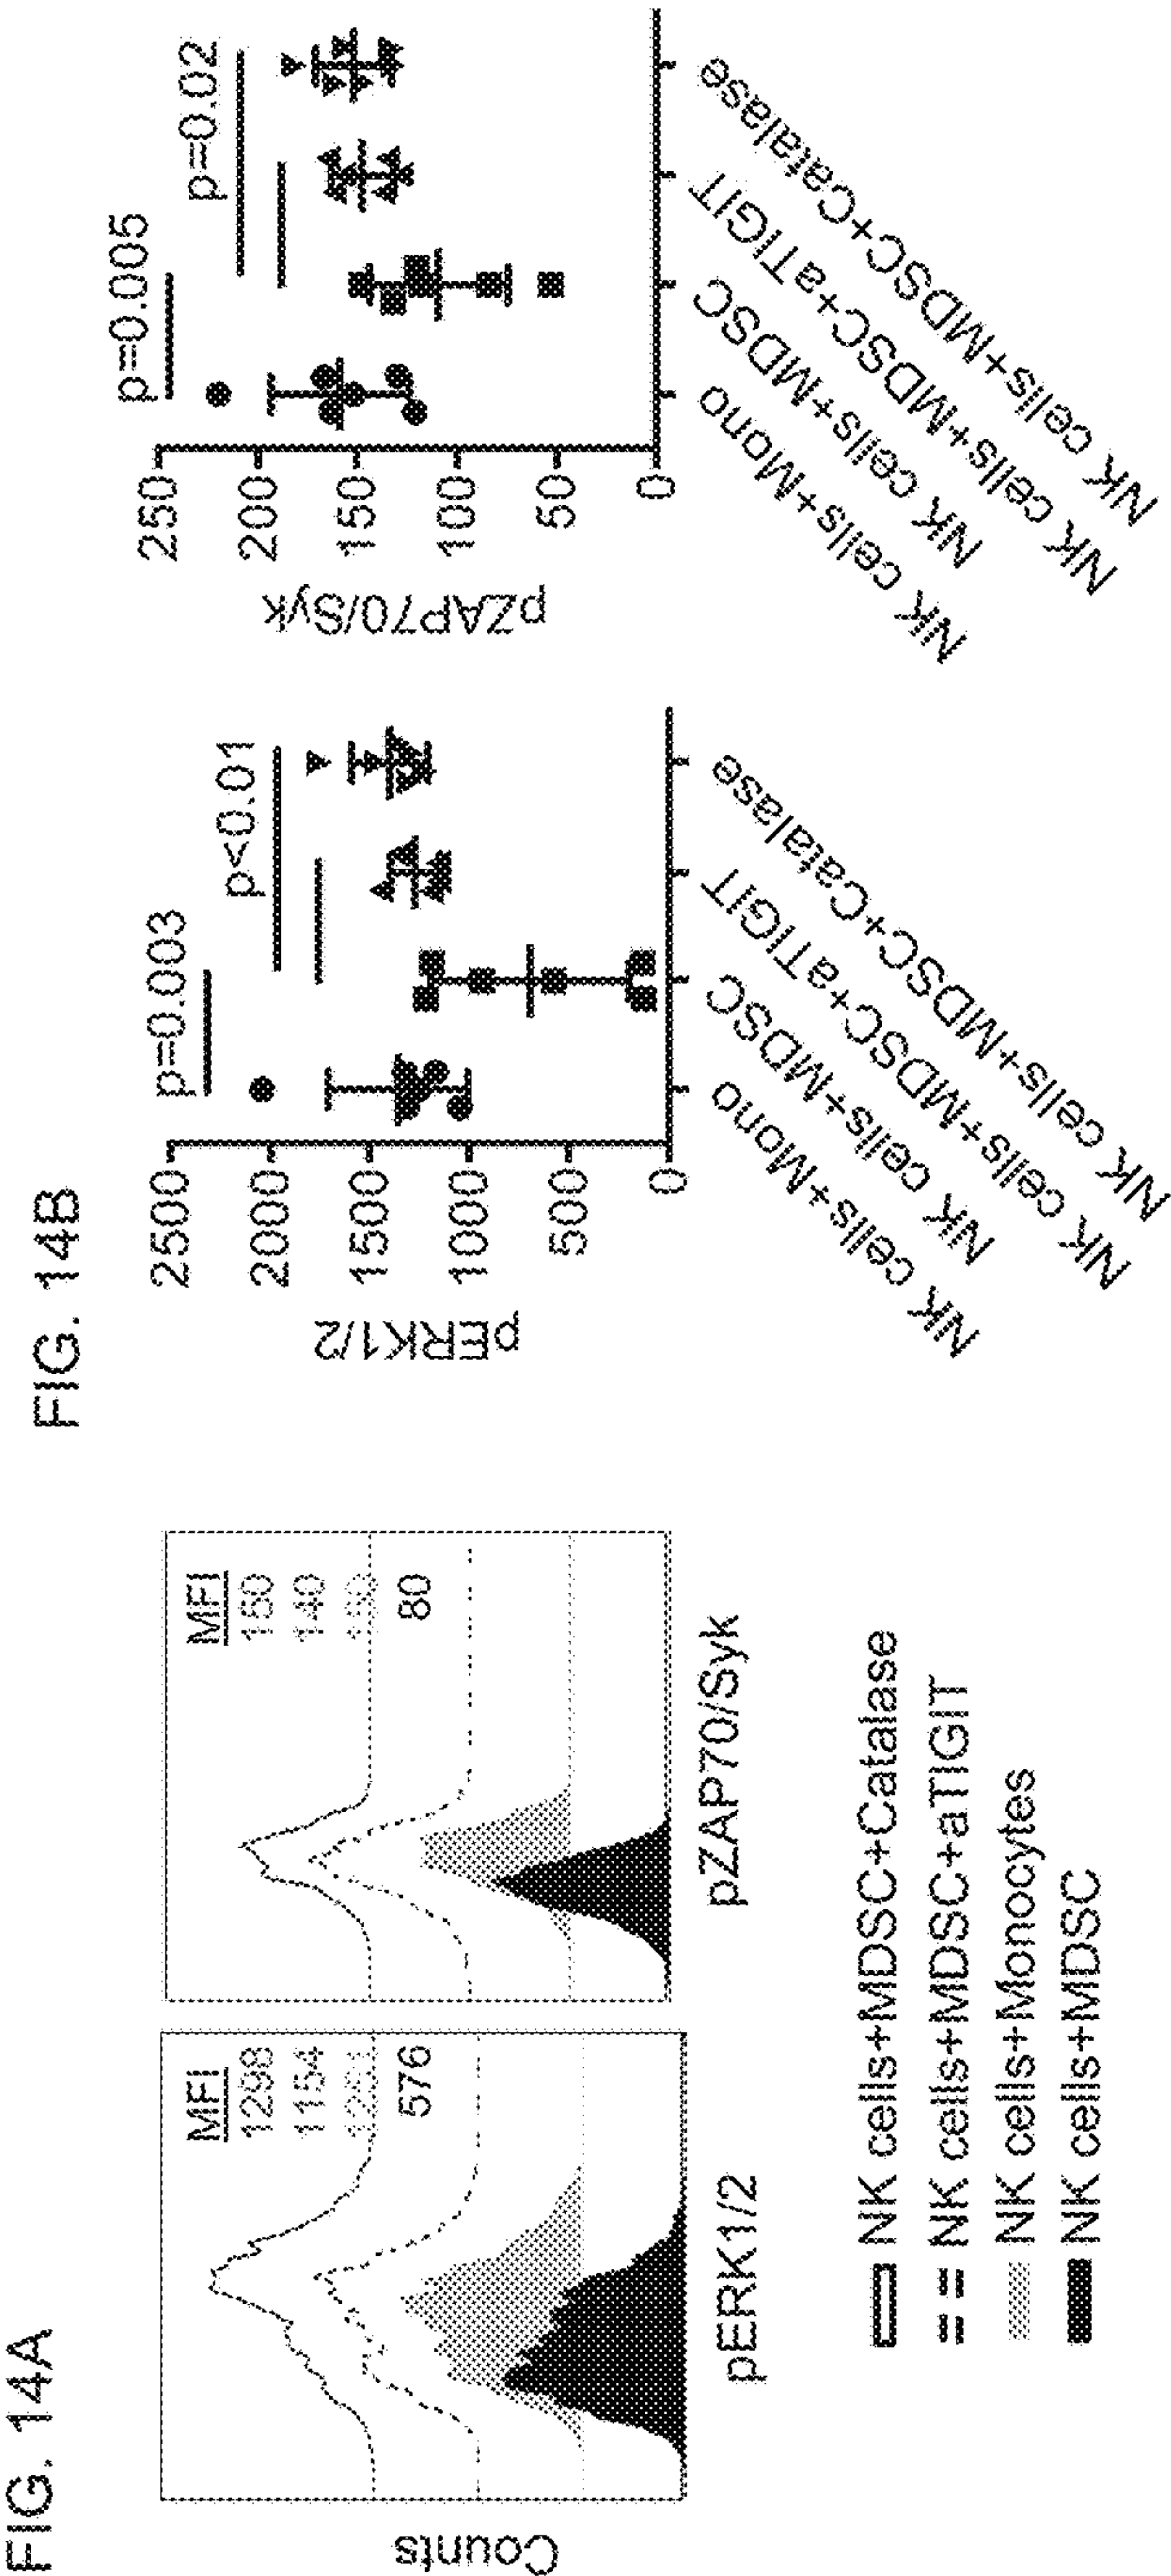 FIG. 14A
Counts
MFI
1298
1154
576
pERK1/2
MFI
150
140
80
pZAP70/Syk
NK cells+MDSC+Catalase
NK cells+MDSC+aTIGIT
NK cells+Monocytes
NK cells+MDSC
FIG. 14B
pERK1/2
2500
2000
1500
1000
500
0
p=0.003
p<0.01
NK cells+Mono
NK cells+MDSC
NK cells+MDSC+aTIGIT
NK cells+MDSC+Catalase
pZAP70/Syk
250
200
150
100
50
0
p=0.005
p=0.02
NK cells+Mono
NK cells+MDSC
NK cells+MDSC+aTIGIT
NK cells+MDSC+Catalase